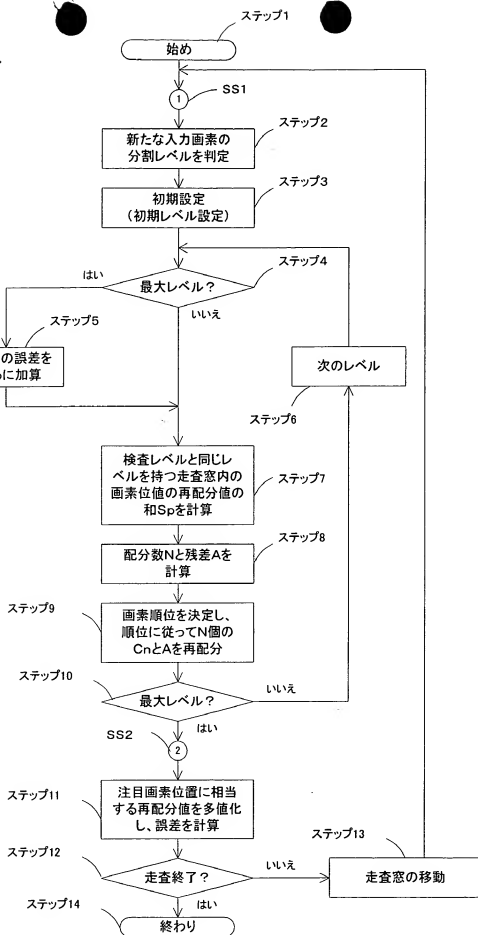 ステップ1
始め
1
SS1
ステップ2
新たな入力画素の
分割レベルを判定
ステップ3
初期設定
(初期レベル設定)
ステップ4
はい
最大レベル?
いいえ
ステップ5
の誤差を
に加算
次のレベル
ステップ6
検査レベルと同じレ
ベルを持つ走査窓内の
画素位値の再配分値の
和Spを計算
ステップ7
ステップ8
配分数Nと残差Aを
計算
ステップ9
画素順位を決定し、
順位に従ってN個の
CnとAを再配分
ステップ10
最大レベル?
いいえ
はい
SS2
2
ステップ11
注目画素位置に相当
する再配分値を多値化
し、誤差を計算
ステップ12
走査終了?
いいえ
ステップ13
走査窓の移動
はい
ステップ14
終わり